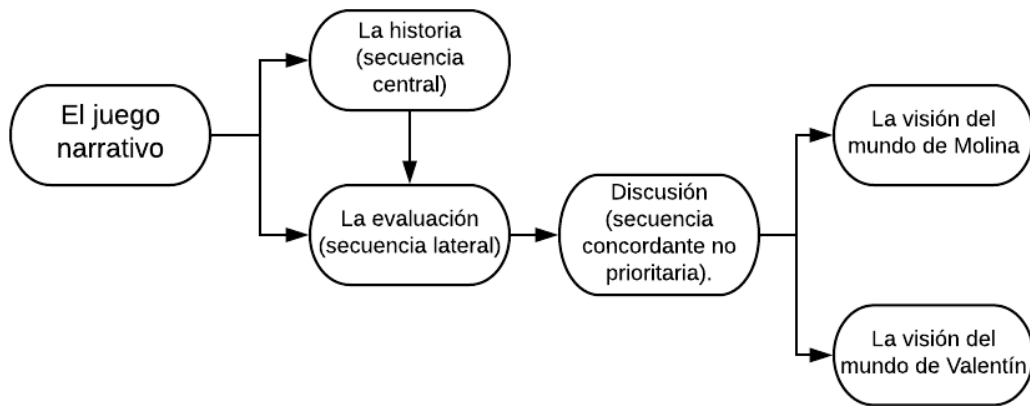 El juego
narrativo
La historia
(secuencia
central)
La evaluación
(secuencia lateral)
Discusión
(secuencia
concordante no
prioritaria).
La visión del
mundo de Molina
La visión del
mundo de Valentín